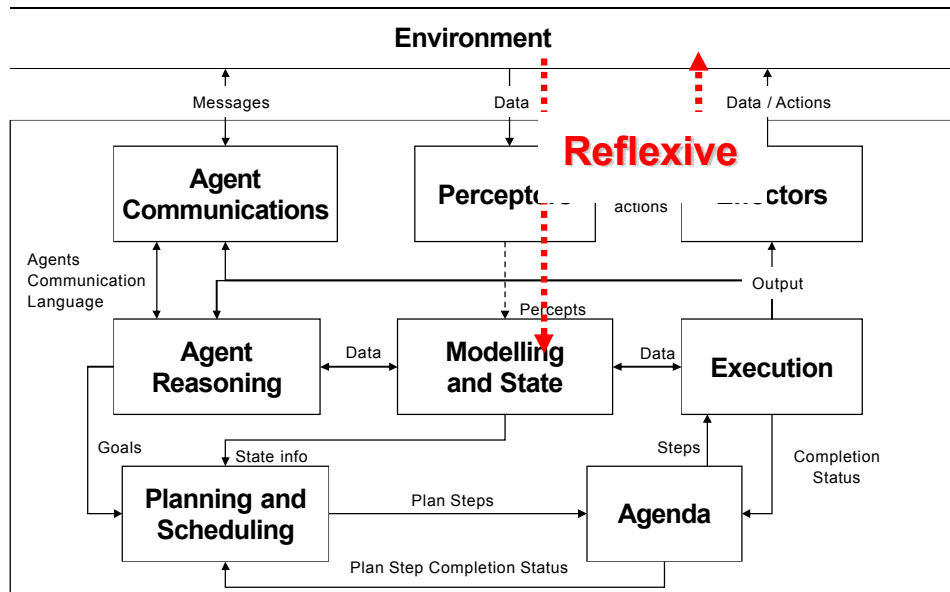 Environment
Messages
Data
Data / Actions
Reflexive
Agent
Communications
Perceptors
actions
Effectors
Agents
Communication
Language
Output
Percepts
Agent
Reasoning
Data
Modelling
and State
Data
Execution
Goals
State info
Steps
Completion
Status
Planning and
Scheduling
Plan Steps
Agenda
Plan Step Completion Status